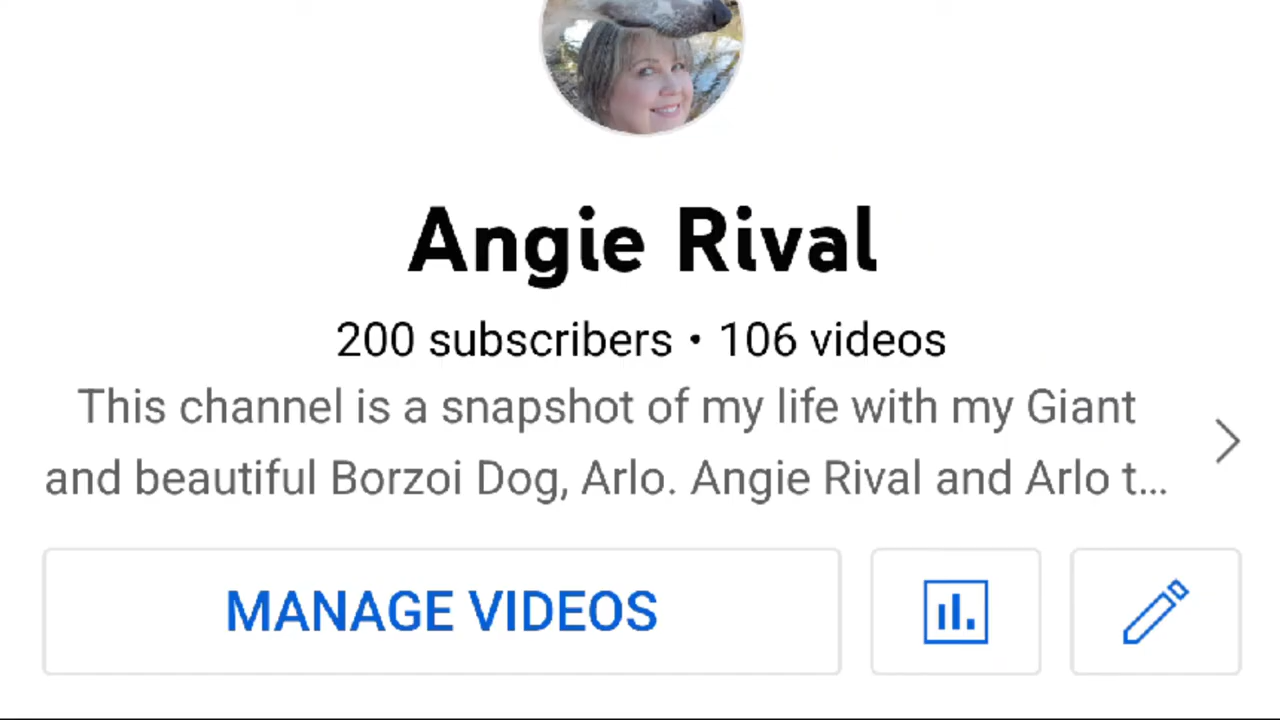 Angie Rival
200 subscribers • 106 videos
This channel is a snapshot of my life with my Giant
and beautiful Borzoi Dog, Arlo. Angie Rival and Arlo t...
MANAGE VIDEOS